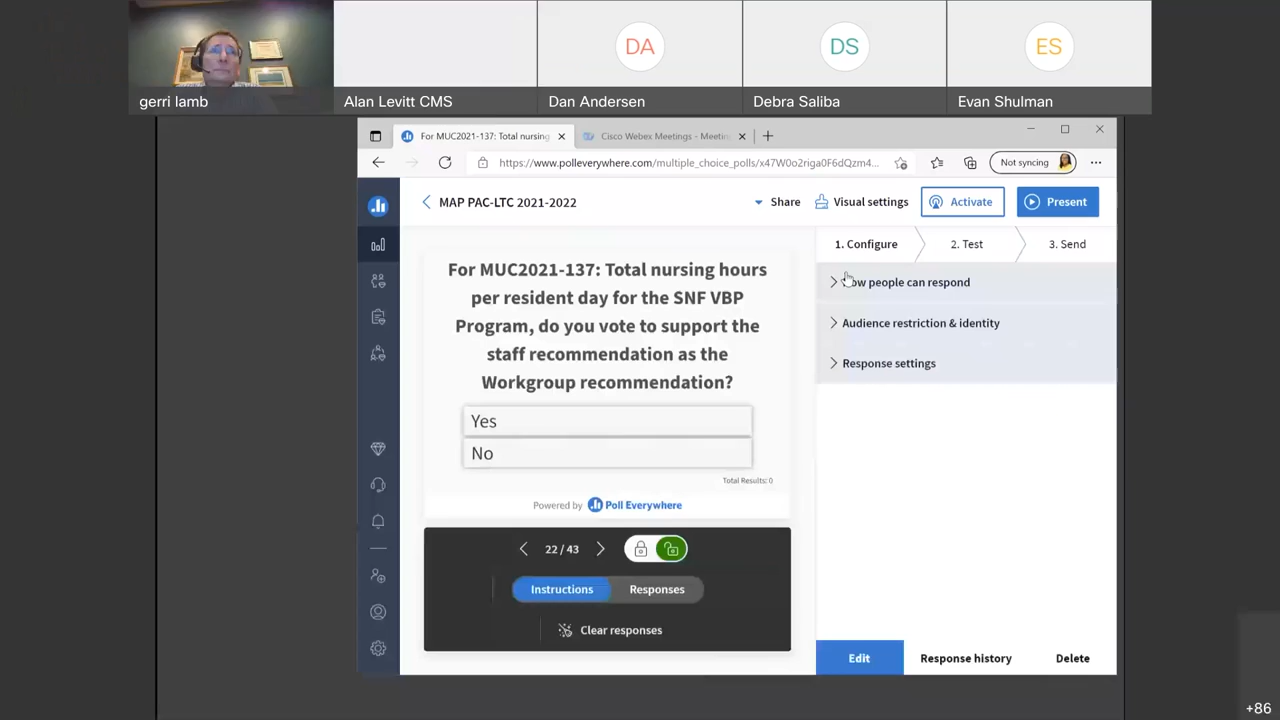 DA
DS
ES
gerri lamb
Alan Levitt CMS
Dan Andersen
Debra Saliba
Evan Shulman
For MUC2021-137: Total nursing
Cisco Webex Meetings - Meetin
https://www.polleverywhere.com/multiple_choice_polls/x47W0o2riga0F6dQzm4...
Not syncing
MAP PAC-LTC 2021-2022
Share
Visual settings
Activate
Present
1. Configure
2. Test
3. Send
For MUC2021-137: Total nursing hours
per resident day for the SNF VBP
Program, do you vote to support the
staff recommendation as the
Workgroup recommendation?
Yes
No
Total Results: 0
Powered by Poll Everywhere
22 / 43
Instructions
Responses
Clear responses
ow people can respond
Audience restriction & identity
Response settings
Edit
Response history
Delete
+86